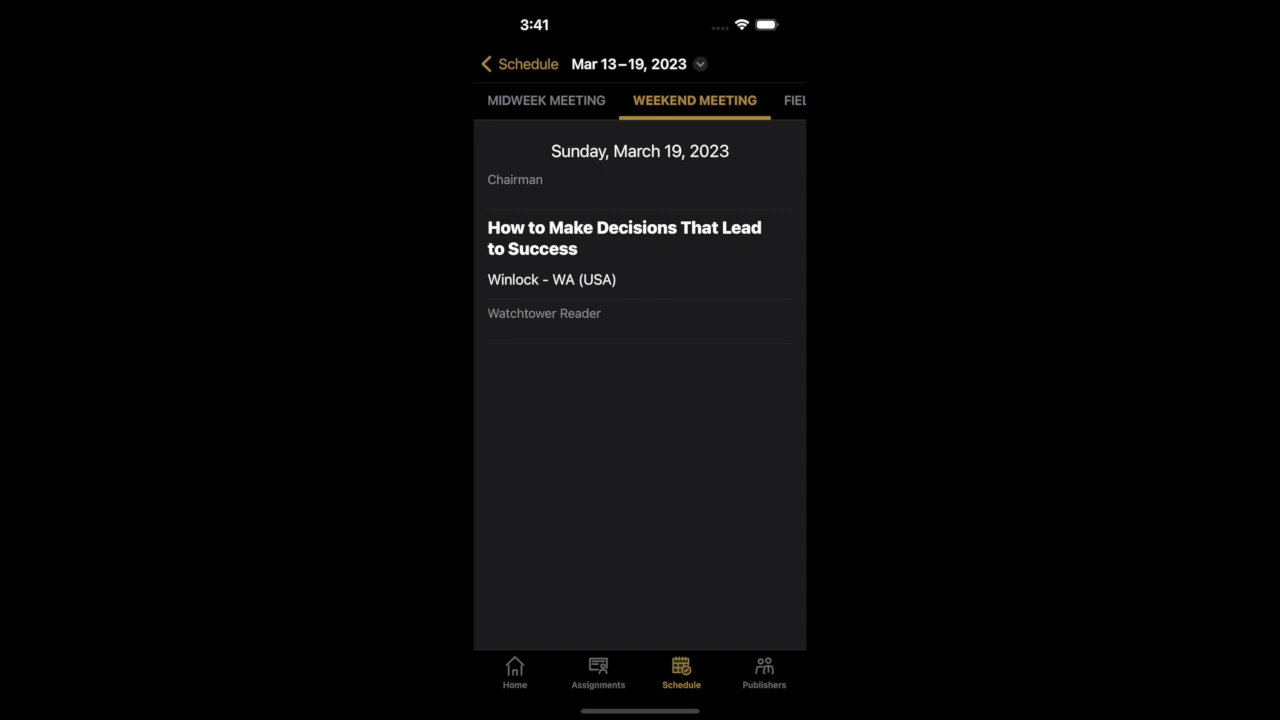 3:41
Schedule Mar 13–19, 2023
MIDWEEK MEETING WEEKEND MEETING FIEL
Sunday, March 19, 2023
Chairman
How to Make Decisions That Lead
to Success
Winlock - WA (USA)
Watchtower Reader
Home Assignments Schedule Publishers